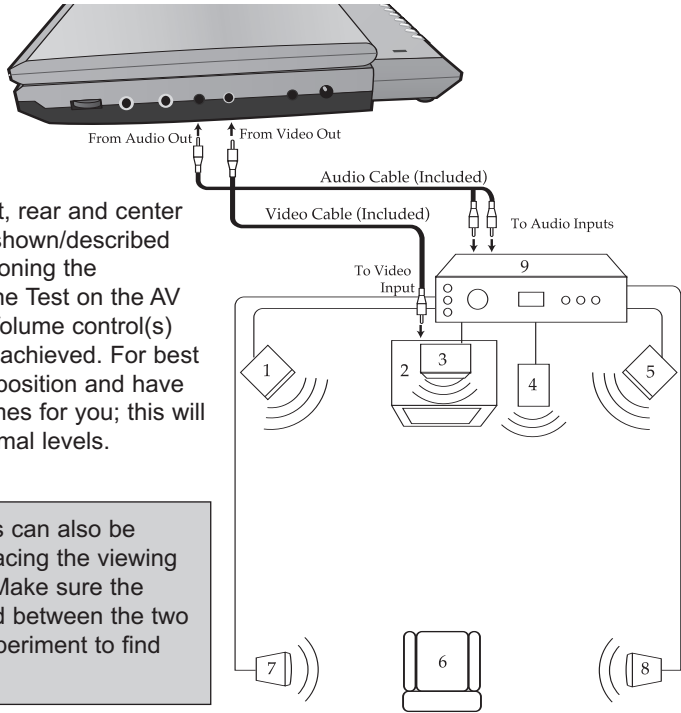 From Audio Out
From Video Out
Audio Cable (Included)
Video Cable (Included)
To Audio Inputs
To Video
Input
9
1
2
3
4
5
6
7
8
t, rear and center
shown/described
oning the
ne Test on the AV
Volume control(s)
achieved. For best
position and have
nes for you; this will
mal levels.
s can also be
acing the viewing
Make sure the
d between the two
periment to find